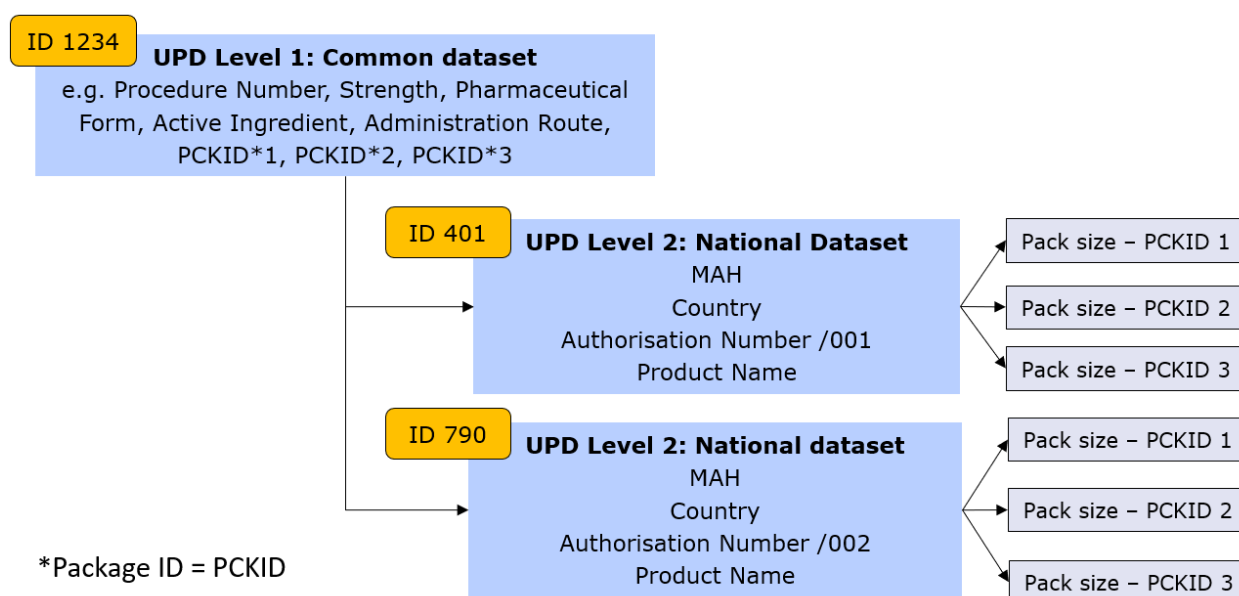 ID 1234
UPD Level 1: Common dataset
e.g. Procedure Number, Strength, Pharmaceutical
Form, Active Ingredient, Administration Route,
PCKID*1, PCKID*2, PCKID*3
ID 401
UPD Level 2: National Dataset
MAH
Country
Authorisation Number /001
Product Name
Pack size – PCKID 1
Pack size – PCKID 2
Pack size – PCKID 3
ID 790
UPD Level 2: National dataset
MAH
Country
Authorisation Number /002
Product Name
Pack size – PCKID 1
Pack size – PCKID 2
Pack size – PCKID 3
*Package ID = PCKID